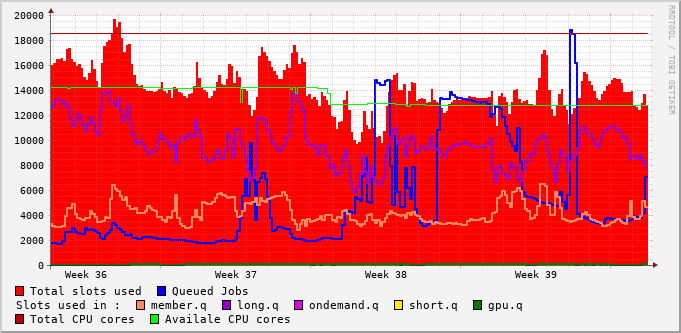 20000
18000
16000
14000
12000
10000
8000
6000
4000
2000
0
Week 36 Week 37 Week 38 Week 39
RRDTOOL / TOBI OETIKER
Total slots used Queued Jobs
Slots used in : member.q long.q ondemand.q short.q gpu.q
Total CPU cores Availale CPU cores